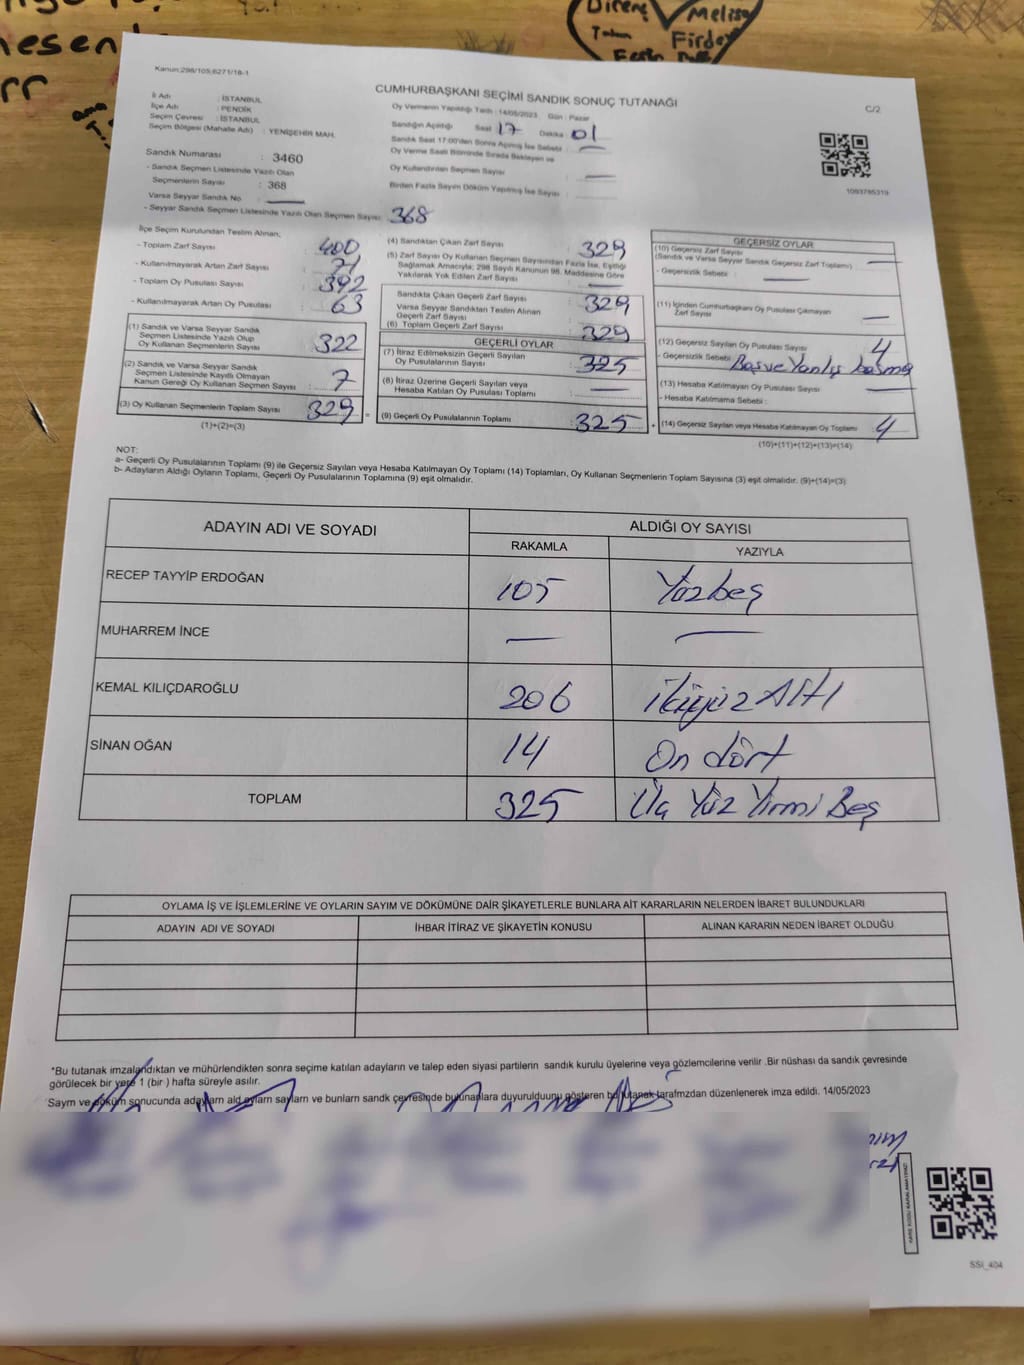 Direnç Melisa
Firdev
nesend
rr
Kanun:298/105;6271/18-1
CUMHURBAŞKANI SEÇİMİ SANDIK SONUÇ TUTANAĞI
C/2
İl Adı : İSTANBUL
İlçe Adı : PENDİK
Seçim Çevresi : İSTANBUL
Seçim Bölgesi (Mahalle Adı) : YENİŞEHİR MAH.
Oy Vermenin Yapıldığı Tarih : 14/05/2023 Gün : Pazar
Sandığın Açıldığı Saat 17 Dakika 01
Sandık Saat 17:00'den Sonra Açılmış İse Sebebi : —
Oy Verme Saati Bitiminde Sırada Bekleyen ve
Oy Kullandırılan Seçmen Sayısı : —
Birden Fazla Sayım Döküm Yapılmış İse Sayısı :
1093785319
Sandık Numarası : 3460
- Sandık Seçmen Listesinde Yazılı Olan
Seçmenlerin Sayısı : 368
Varsa Seyyar Sandık No : —
- Seyyar Sandık Seçmen Listesinde Yazılı Olan Seçmen Sayısı : 368
İlçe Seçim Kurulundan Teslim Alınan;
- Toplam Zarf Sayısı : 400
- Kullanılmayarak Artan Zarf Sayısı : 71
- Toplam Oy Pusulası Sayısı : 392
- Kullanılmayarak Artan Oy Pusulası : 63
(1) Sandık ve Varsa Seyyar Sandık
Seçmen Listesinde Yazılı Olup
Oy Kullanan Seçmenlerin Sayısı : 322
(2) Sandık ve Varsa Seyyar Sandık
Seçmen Listesinde Kayıtlı Olmayan
Kanun Gereği Oy Kullanan Seçmen Sayısı : 7
(3) Oy Kullanan Seçmenlerin Toplam Sayısı : 329 =
(1)+(2)=(3)
(4) Sandıktan Çıkan Zarf Sayısı : 329
(5) Zarf Sayısı Oy Kullanan Seçmen Sayısından Fazla İse, Eşitliği
Sağlamak Amacıyla; 298 Sayılı Kanunun 98. Maddesine Göre
Yakılarak Yok Edilen Zarf Sayısı : —
Sandıkta Çıkan Geçerli Zarf Sayısı : 329
Varsa Seyyar Sandıktan Teslim Alınan
Geçerli Zarf Sayısı
(6) Toplam Geçerli Zarf Sayısı : 329
GEÇERLİ OYLAR
(7) İtiraz Edilmeksizin Geçerli Sayılan
Oy Pusulalarının Sayısı : 325
(8) İtiraz Üzerine Geçerli Sayılan veya
Hesaba Katılan Oy Pusulası Toplamı : —
(9) Geçerli Oy Pusulalarının Toplamı : 325 +
GEÇERSİZ OYLAR
(10) Geçersiz Zarf Sayısı
(Sandık ve Varsa Seyyar Sandık Geçersiz Zarf Toplamı) : —
- Geçersizlik Sebebi : —
(11) İçinden Cumhurbaşkanı Oy Pusulası Çıkmayan
Zarf Sayısı : —
(12) Geçersiz Sayılan Oy Pusulası Sayısı : 4
- Geçersizlik Sebebi : Boş ve Yanlış basma
(13) Hesaba Katılmayan Oy Pusulası Sayısı : —
- Hesaba Katılmama Sebebi :
(14) Geçersiz Sayılan veya Hesaba Katılmayan Oy Toplamı : 4
(10)+(11)+(12)+(13)=(14)
NOT:
a- Geçerli Oy Pusulalarının Toplamı (9) ile Geçersiz Sayılan veya Hesaba Katılmayan Oy Toplamı (14) Toplamları, Oy Kullanan Seçmenlerin Toplam Sayısına (3) eşit olmalıdır. (9)+(14)=(3)
b- Adayların Aldığı Oyların Toplamı, Geçerli Oy Pusulalarının Toplamına (9) eşit olmalıdır.
ADAYIN ADI VE SOYADI ALDIĞI OY SAYISI
RAKAMLA YAZIYLA
RECEP TAYYİP ERDOĞAN 105 Yüzbeş
MUHARREM İNCE — —
KEMAL KILIÇDAROĞLU 206 ikiyüz Altı
SİNAN OĞAN 14 On dört
TOPLAM 325 Üç Yüz Yirmi Beş
OYLAMA İŞ VE İŞLEMLERİNE VE OYLARIN SAYIM VE DÖKÜMÜNE DAİR ŞİKAYETLERLE BUNLARA AİT KARARLARIN NELERDEN İBARET BULUNDUKLARI
ADAYIN ADI VE SOYADI İHBAR İTİRAZ VE ŞİKAYETİN KONUSU ALINAN KARARIN NEDEN İBARET OLDUĞU
*Bu tutanak imzalandıktan ve mühürlendikten sonra seçime katılan adayların ve talep eden siyasi partilerin sandık kurulu üyelerine veya gözlemcilerine verilir .Bir nüshası da sandık çevresinde
görülecek bir yere 1 (bir ) hafta süreyle asılır.
Sayım ve döküm sonucunda adayların aldıkları oyların sayıları ve bunların sandık çevresinde bulunanlara duyurulduğunu gösteren bu tutanak tarafımızdan düzenlenerek imza edildi. 14/05/2023
SSİ_404